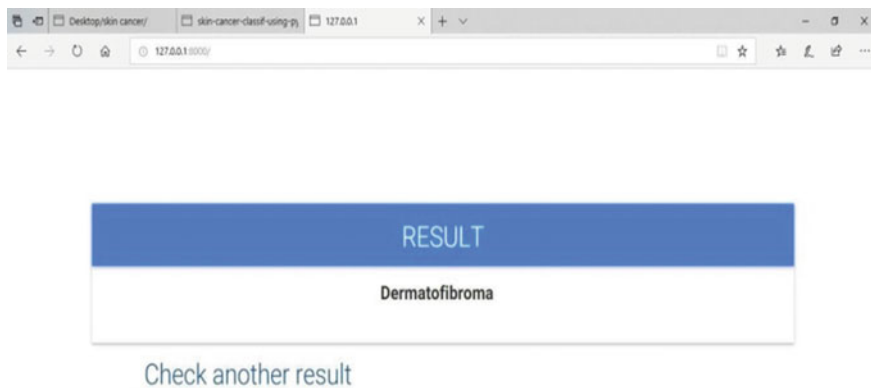 Desktop/skin cancer/ skin-cancer-classif-using-py 127.0.0.1
127.0.0.1
RESULT
Dermatofibroma
Check another result